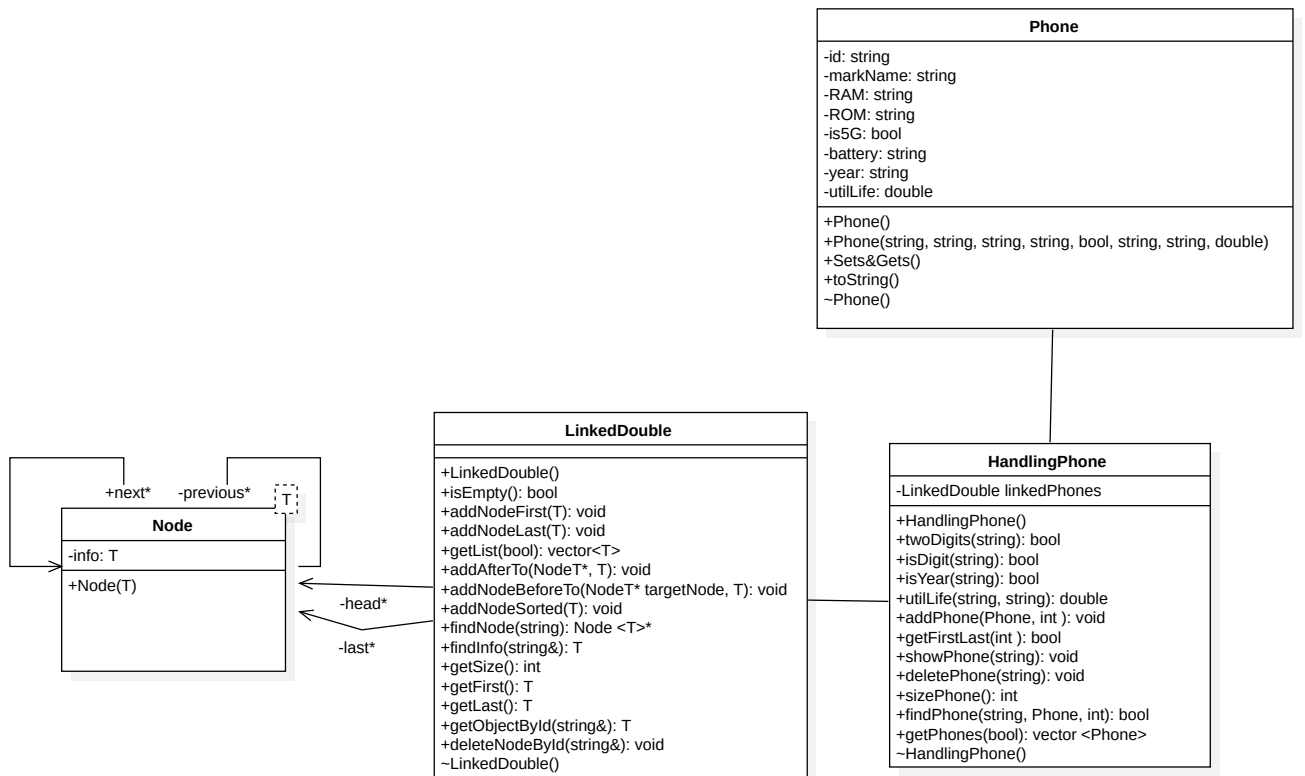 Phone
-id: string
-markName: string
-RAM: string
-ROM: string
-is5G: bool
-battery: string
-year: string
-utilLife: double
+Phone()
+Phone(string, string, string, string, bool, string, string, double)
+Sets&Gets()
+toString()
~Phone()
+next*
-previous*
T
Node
-info: T
+Node(T)
-head*
-last*
LinkedDouble
+LinkedDouble()
+isEmpty(): bool
+addNodeFirst(T): void
+addNodeLast(T): void
+getList(bool): vector<T>
+addAfterTo(NodeT*, T): void
+addNodeBeforeTo(NodeT* targetNode, T): void
+addNodeSorted(T): void
+findNode(string): Node <T>*
+findInfo(string&): T
+getSize(): int
+getFirst(): T
+getLast(): T
+getObjectById(string&): T
+deleteNodeById(string&): void
~LinkedDouble()
HandlingPhone
-LinkedDouble linkedPhones
+HandlingPhone()
+twoDigits(string): bool
+isDigit(string): bool
+isYear(string): bool
+utilLife(string, string): double
+addPhone(Phone, int ): void
+getFirstLast(int ): bool
+showPhone(string): void
+deletePhone(string): void
+sizePhone(): int
+findPhone(string, Phone, int): bool
+getPhones(bool): vector <Phone>
~HandlingPhone()